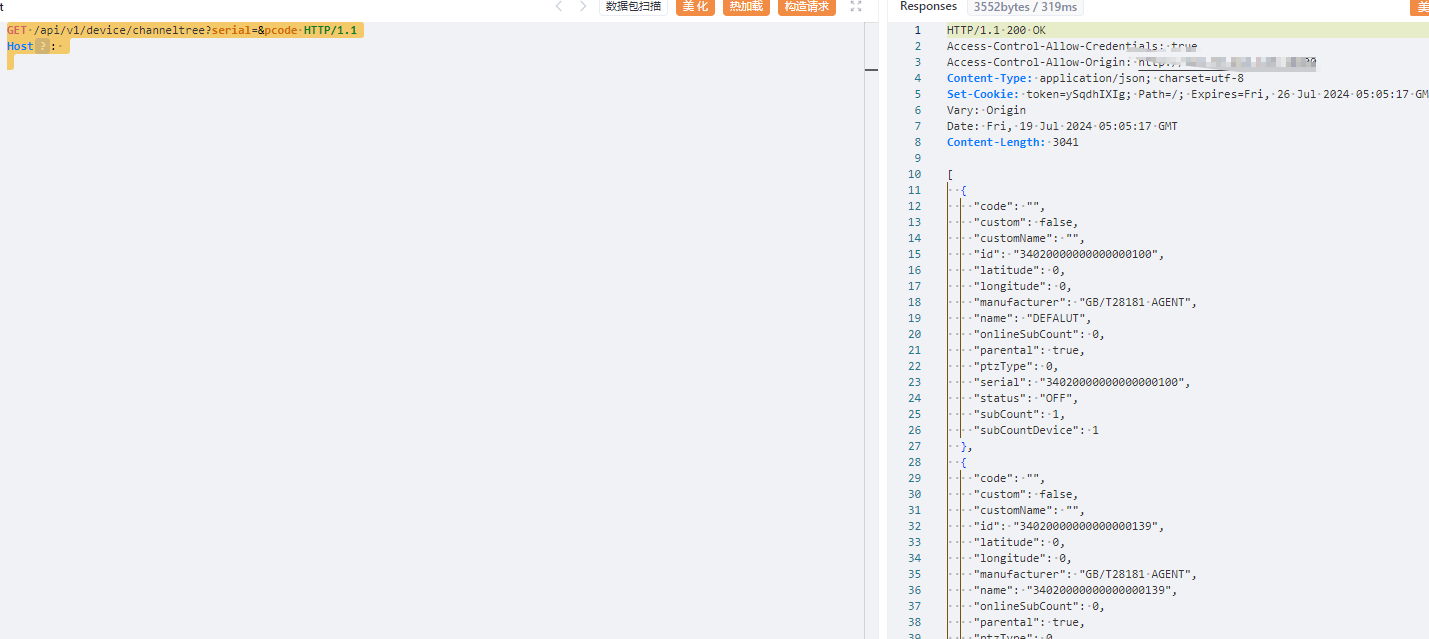 t
数据包扫描 美化 热加载 构造请求
GET /api/v1/device/channeltree?serial=&pcode HTTP/1.1
Host ? :
Responses 3552bytes / 319ms
美
1 HTTP/1.1 200 OK
2 Access-Control-Allow-Credentials: true
3 Access-Control-Allow-Origin:
4 Content-Type: application/json; charset=utf-8
5 Set-Cookie: token=ySqdhIXIg; Path=/; Expires=Fri, 26 Jul 2024 05:05:17 GM
6 Vary: Origin
7 Date: Fri, 19 Jul 2024 05:05:17 GMT
8 Content-Length: 3041
9
10 [
11 {
12 "code": "",
13 "custom": false,
14 "customName": "",
15 "id": "34020000000000000100",
16 "latitude": 0,
17 "longitude": 0,
18 "manufacturer": "GB/T28181 AGENT",
19 "name": "DEFALUT",
20 "onlineSubCount": 0,
21 "parental": true,
22 "ptzType": 0,
23 "serial": "34020000000000000100",
24 "status": "OFF",
25 "subCount": 1,
26 "subCountDevice": 1
27 },
28 {
29 "code": "",
30 "custom": false,
31 "customName": "",
32 "id": "34020000000000000139",
33 "latitude": 0,
34 "longitude": 0,
35 "manufacturer": "GB/T28181 AGENT",
36 "name": "34020000000000000139",
37 "onlineSubCount": 0,
38 "parental": true,
39 "ptzType": 0